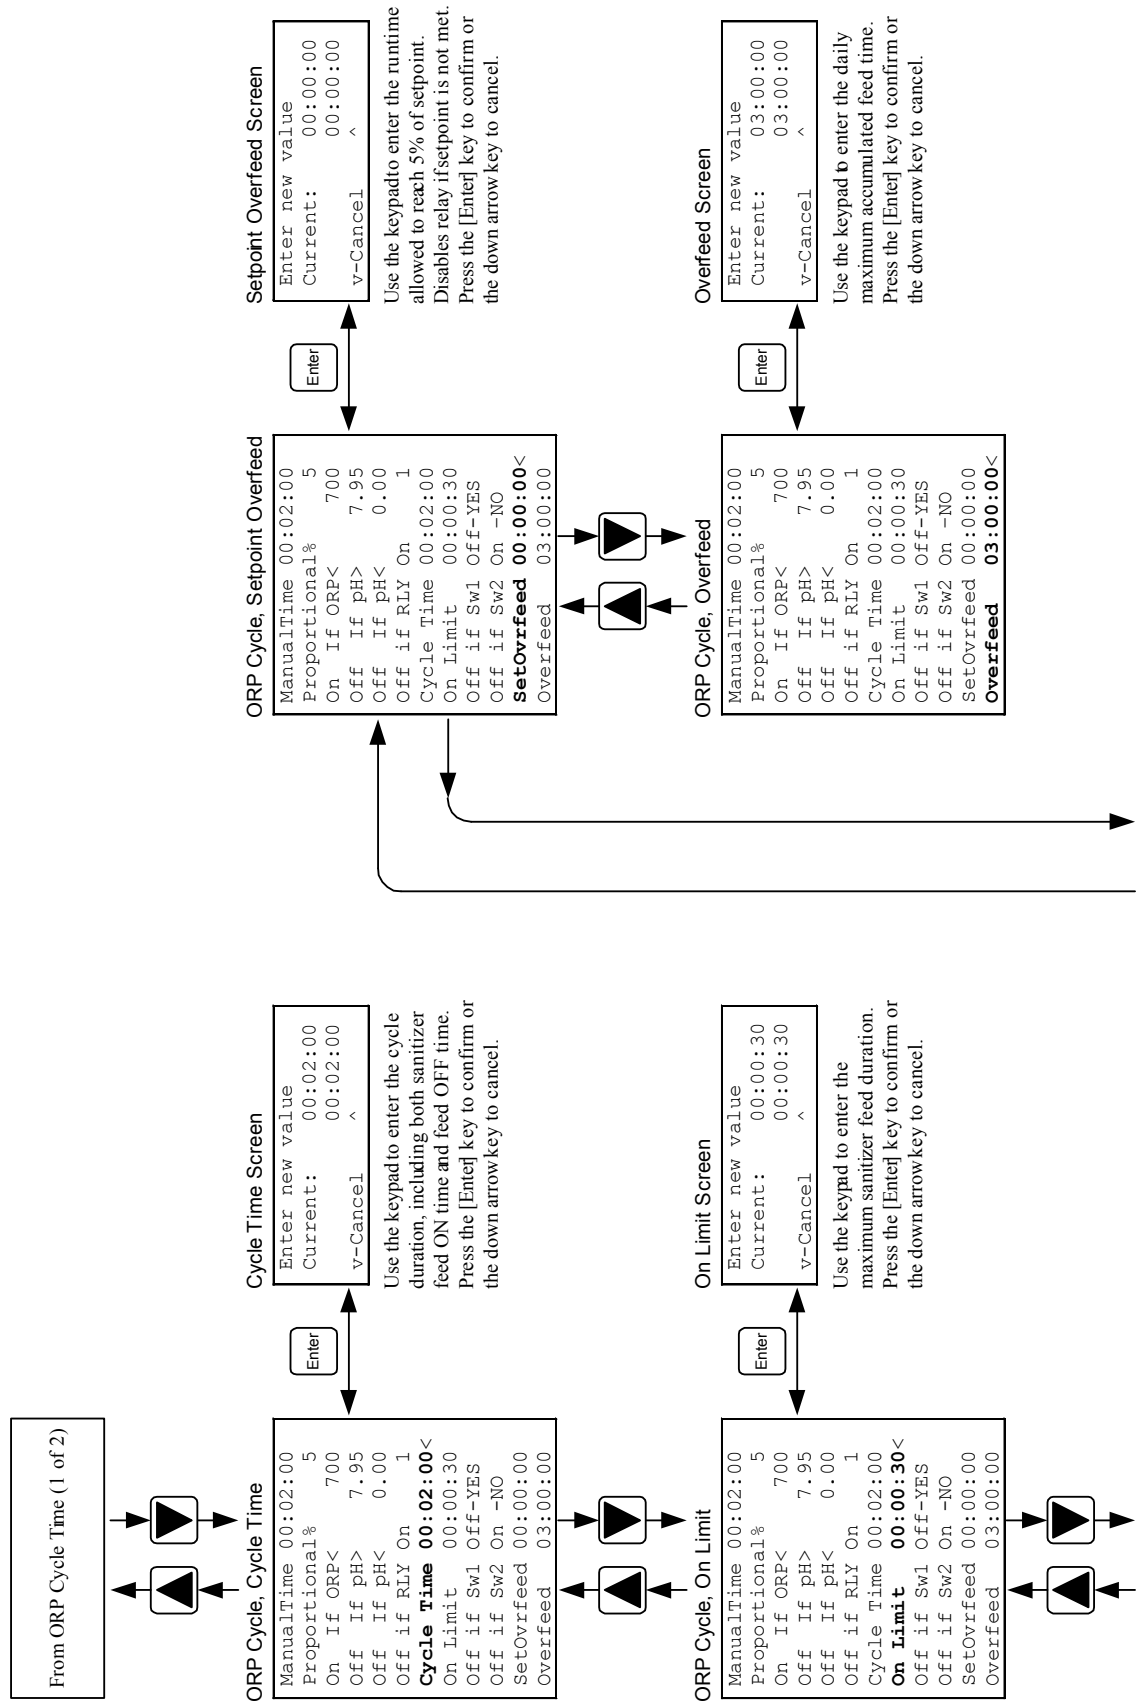 From ORP Cycle Time (1 of 2)
ORP Cycle, Cycle Time
ManualTime 00:02:00
Proportional% 5
On If ORP< 700
Off If pH> 7.95
Off If pH< 0.00
Off if RLY On 1
Cycle Time 00:02:00<
On Limit 00:00:30
Off if Sw1 Off-YES
Off if Sw2 On -NO
SetOvrfeed 00:00:00
Overfeed 03:00:00
Enter
Cycle Time Screen
Enter new value
Current: 00:02:00
00:02:00
v-Cancel ^
Use the keypad to enter the cycle
duration, including both sanitizer
feed ON time and feed OFF time.
Press the [Enter] key to confirm or
the down arrow key to cancel.
ORP Cycle, On Limit
ManualTime 00:02:00
Proportional% 5
On If ORP< 700
Off If pH> 7.95
Off If pH< 0.00
Off if RLY On 1
Cycle Time 00:02:00
On Limit 00:00:30<
Off if Sw1 Off-YES
Off if Sw2 On -NO
SetOvrfeed 00:00:00
Overfeed 03:00:00
Enter
On Limit Screen
Enter new value
Current: 00:00:30
00:00:30
v-Cancel ^
Use the keypad to enter the
maximum sanitizer feed duration.
Press the [Enter] key to confirm or
the down arrow key to cancel.
ORP Cycle, Setpoint Overfeed
ManualTime 00:02:00
Proportional% 5
On If ORP< 700
Off If pH> 7.95
Off If pH< 0.00
Off if RLY On 1
Cycle Time 00:02:00
On Limit 00:00:30
Off if Sw1 Off-YES
Off if Sw2 On -NO
SetOvrfeed 00:00:00<
Overfeed 03:00:00
Enter
Setpoint Overfeed Screen
Enter new value
Current: 00:00:00
00:00:00
v-Cancel ^
Use the keypad to enter the runtime
allowed to reach 5% of setpoint.
Disables relay if setpoint is not met.
Press the [Enter] key to confirm or
the down arrow key to cancel.
ORP Cycle, Overfeed
ManualTime 00:02:00
Proportional% 5
On If ORP< 700
Off If pH> 7.95
Off If pH< 0.00
Off if RLY On 1
Cycle Time 00:02:00
On Limit 00:00:30
Off if Sw1 Off-YES
Off if Sw2 On -NO
SetOvrfeed 00:00:00
Overfeed 03:00:00<
Enter
Overfeed Screen
Enter new value
Current: 03:00:00
03:00:00
v-Cancel ^
Use the keypad to enter the daily
maximum accumulated feed time.
Press the [Enter] key to confirm or
the down arrow key to cancel.